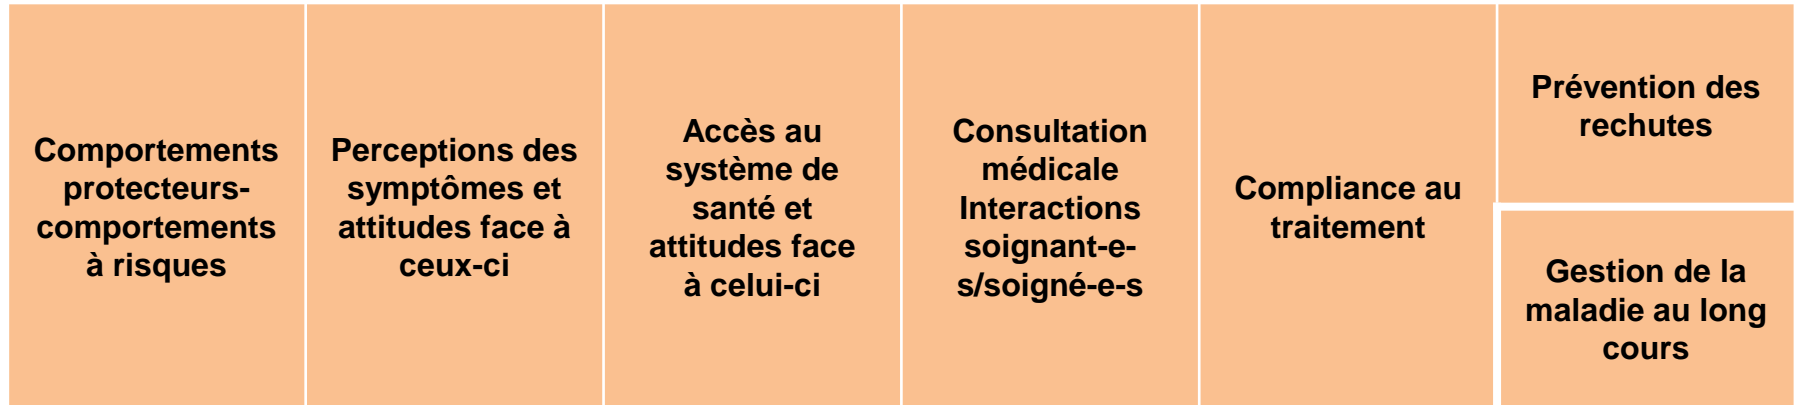 Comportements
protecteurs-
comportements
à risques
Perceptions des
symptômes et
attitudes face à
ceux-ci
Accès au
système de
santé et
attitudes face
à celui-ci
Consultation
médicale
Interactions
soignant-e-
s/soigné-e-s
Compliance au
traitement
Prévention des
rechutes
Gestion de la
maladie au long
cours